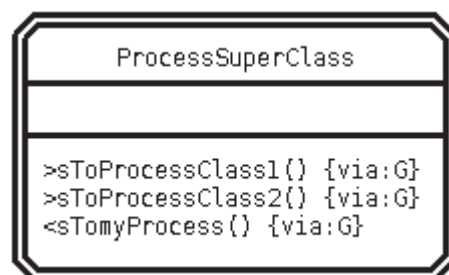 ProcessSuperClass
>sToProcessClass1() {via:G}
>sToProcessClass2() {via:G}
<sTomyProcess() {via:G}